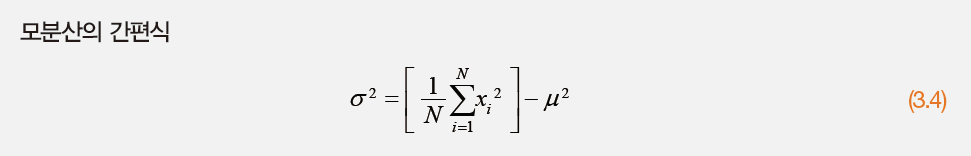 모분산의 간편식
σ² = [ 1/N ∑_{i=1}^{N} x_i² ] − μ² (3.4)